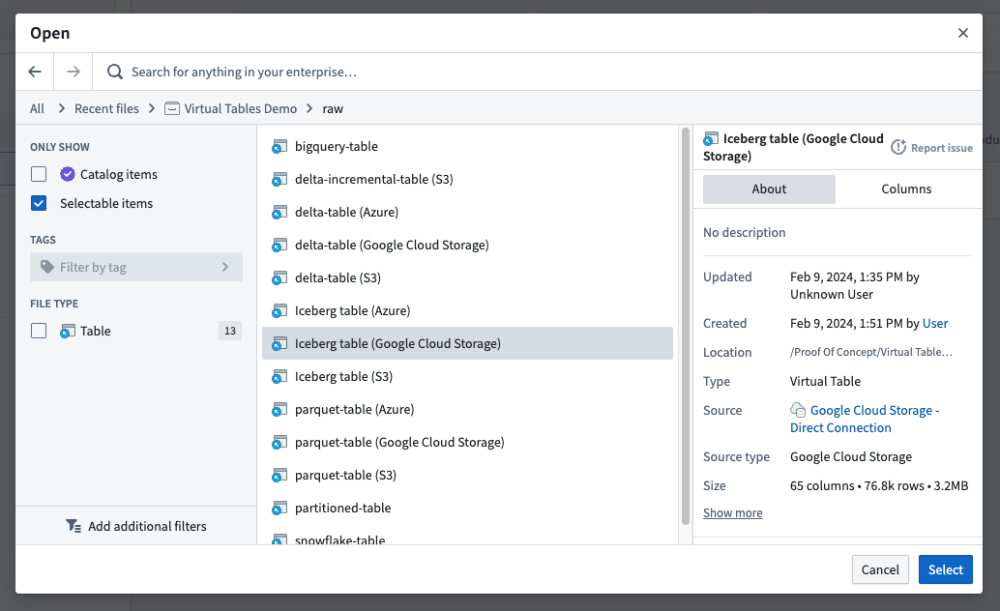 Open
Search for anything in your enterprise…
All
Recent files
Virtual Tables Demo
raw
ONLY SHOW
Catalog items
Selectable items
TAGS
Filter by tag
FILE TYPE
Table
13
Add additional filters
bigquery-table
delta-incremental-table (S3)
delta-table (Azure)
delta-table (Google Cloud Storage)
delta-table (S3)
Iceberg table (Azure)
Iceberg table (Google Cloud Storage)
Iceberg table (S3)
parquet-table (Azure)
parquet-table (Google Cloud Storage)
parquet-table (S3)
partitioned-table
snowflake-table
Iceberg table (Google Cloud
Storage)
Report issue
About
Columns
No description
Updated
Feb 9, 2024, 1:35 PM by
Unknown User
Created
Feb 9, 2024, 1:51 PM by User
Location
/Proof Of Concept/Virtual Table…
Type
Virtual Table
Source
Google Cloud Storage -
Direct Connection
Source type
Google Cloud Storage
Size
65 columns • 76.8k rows • 3.2MB
Show more
Cancel
Select